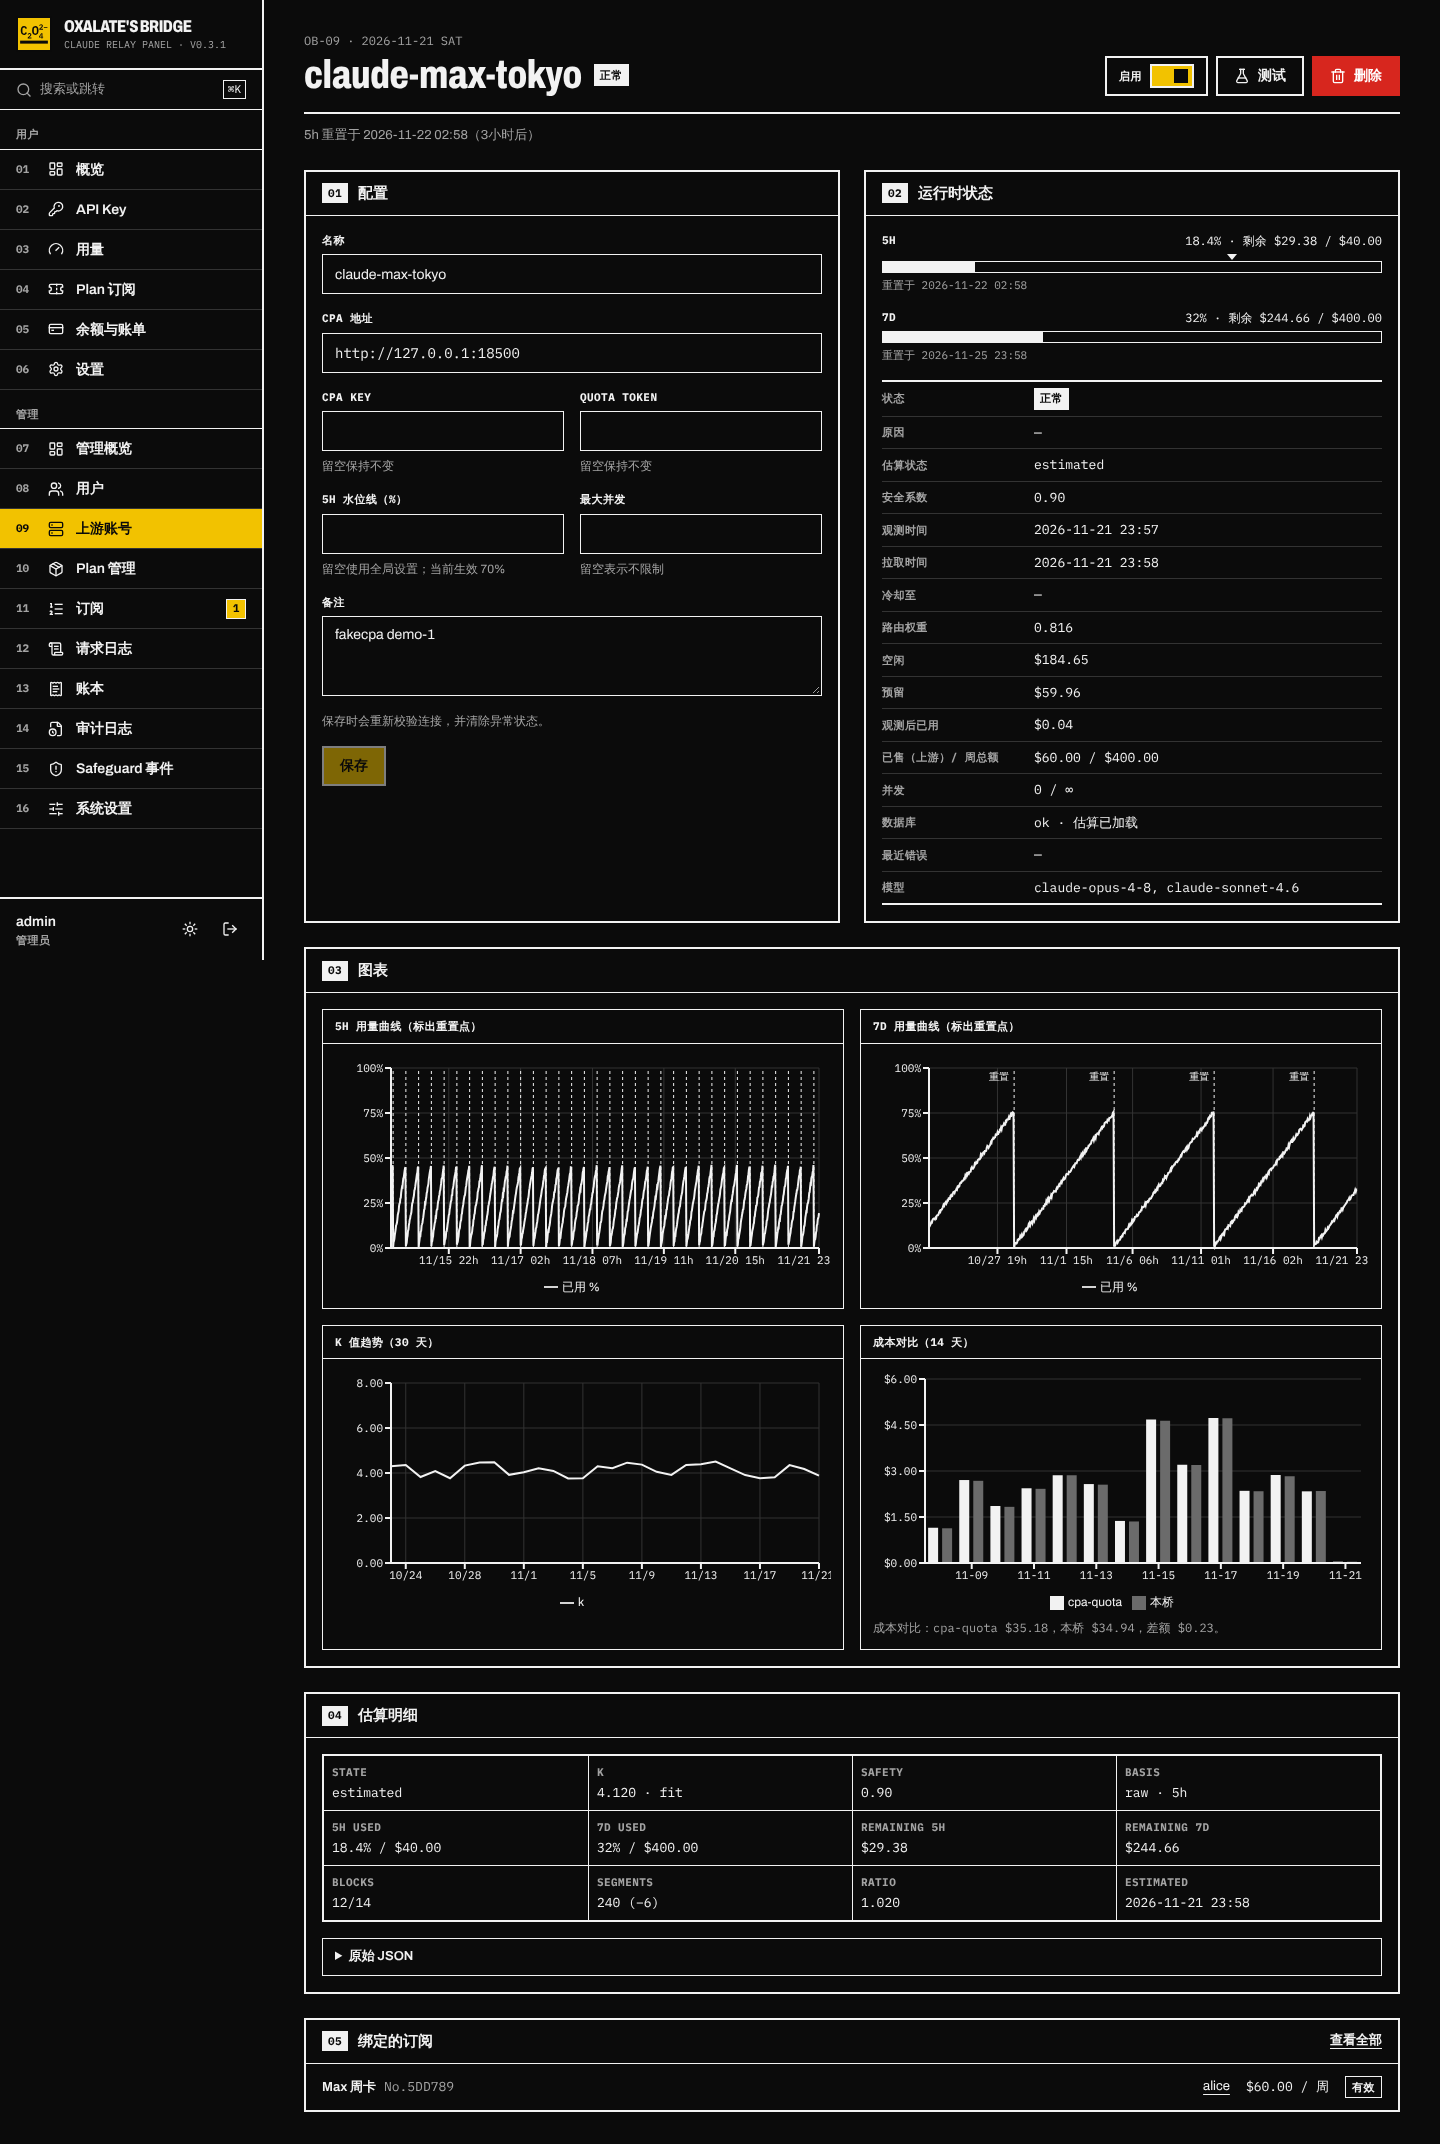 C₂O₄²⁻
OXALATE'S BRIDGE
CLAUDE RELAY PANEL · V0.3.1
搜索或跳转 ⌘K
用户
01 概览
02 API Key
03 用量
04 Plan 订阅
05 余额与账单
06 设置
管理
07 管理概览
08 用户
09 上游账号
10 Plan 管理
11 订阅 1
12 请求日志
13 账本
14 审计日志
15 Safeguard 事件
16 系统设置
admin
管理员
OB-09 · 2026-11-21 SAT
claude-max-tokyo 正常
启用 测试 删除
5h 重置于 2026-11-22 02:58（3小时后）
01 配置
名称
claude-max-tokyo
CPA 地址
http://127.0.0.1:18500
CPA KEY QUOTA TOKEN
留空保持不变 留空保持不变
5H 水位线（%） 最大并发
留空使用全局设置；当前生效 70% 留空表示不限制
备注
fakecpa demo-1
保存时会重新校验连接，并清除异常状态。
保存
02 运行时状态
5H 18.4% · 剩余 $29.38 / $40.00
重置于 2026-11-22 02:58
7D 32% · 剩余 $244.66 / $400.00
重置于 2026-11-25 23:58
状态 正常
原因 —
估算状态 estimated
安全系数 0.90
观测时间 2026-11-21 23:57
拉取时间 2026-11-21 23:58
冷却至 —
路由权重 0.816
空闲 $184.65
预留 $59.96
观测后已用 $0.04
已售（上游）/ 周总额 $60.00 / $400.00
并发 0 / ∞
数据库 ok · 估算已加载
最近错误 —
模型 claude-opus-4-8, claude-sonnet-4.6
03 图表
5H 用量曲线（标出重置点）
100%
75%
50%
25%
0%
11/15 22h 11/17 02h 11/18 07h 11/19 11h 11/20 15h 11/21 23
已用 %
7D 用量曲线（标出重置点）
重置 重置 重置 重置
100%
75%
50%
25%
0%
10/27 19h 11/1 15h 11/6 06h 11/11 01h 11/16 02h 11/21 23
已用 %
K 值趋势（30 天）
8.00
6.00
4.00
2.00
0.00
10/24 10/28 11/1 11/5 11/9 11/13 11/17 11/21
k
成本对比（14 天）
$6.00
$4.50
$3.00
$1.50
$0.00
11-09 11-11 11-13 11-15 11-17 11-19 11-21
cpa-quota 本桥
成本对比：cpa-quota $35.18，本桥 $34.94，差额 $0.23。
04 估算明细
STATE K SAFETY BASIS
estimated 4.120 · fit 0.90 raw · 5h
5H USED 7D USED REMAINING 5H REMAINING 7D
18.4% / $40.00 32% / $400.00 $29.38 $244.66
BLOCKS SEGMENTS RATIO ESTIMATED
12/14 240 (−6) 1.020 2026-11-21 23:58
▶ 原始 JSON
05 绑定的订阅 查看全部
Max 周卡 No.5DD789 alice $60.00 / 周 有效